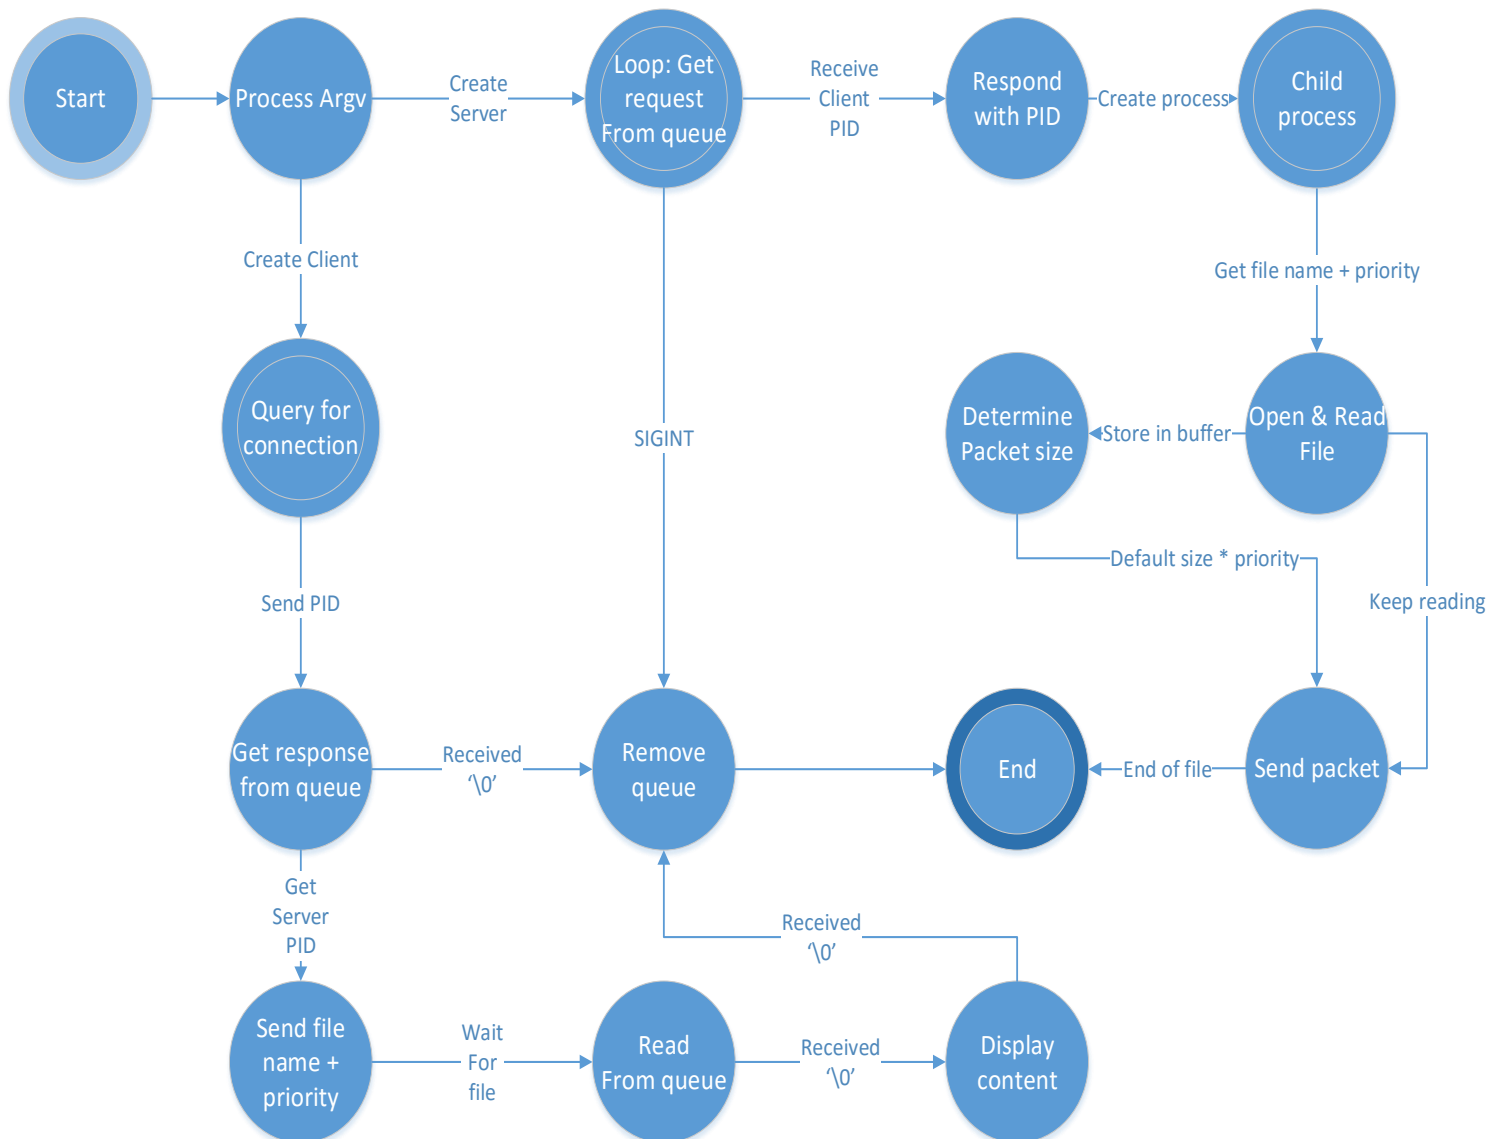 Start
Process Argv
Create
Server
Loop: Get
request
From queue
Receive
Client
PID
Respond
with PID
Create process
Child
process
Create Client
Get file name + priority
Query for
connection
SIGINT
Determine
Packet size
Store in buffer
Open & Read
File
Default size * priority
Keep reading
Send PID
Get response
from queue
Received
‘\0’
Remove
queue
End
End of file
Send packet
Get
Server
PID
Received
‘\0’
Send file
name +
priority
Wait
For
file
Read
From queue
Received
‘\0’
Display
content